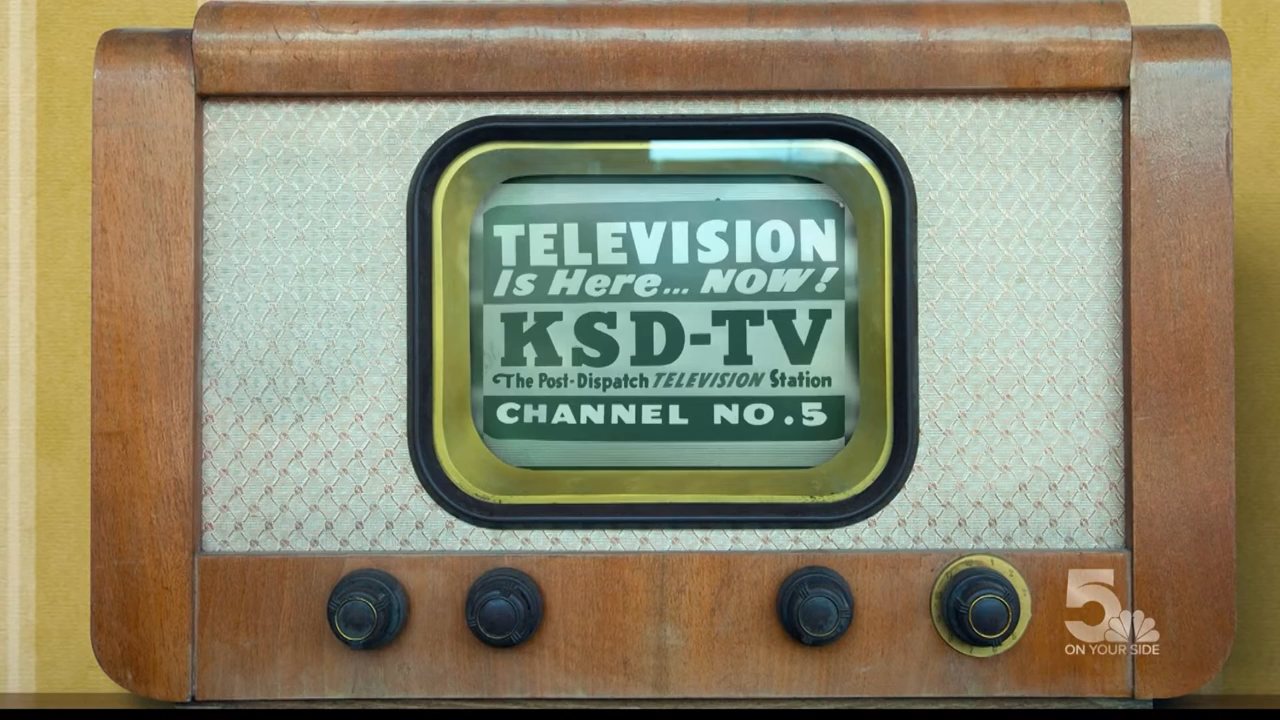 TELEVISION
Is Here... NOW!
KSD-TV
The Post-Dispatch TELEVISION Station
CHANNEL NO.5
5
ON YOUR SIDE